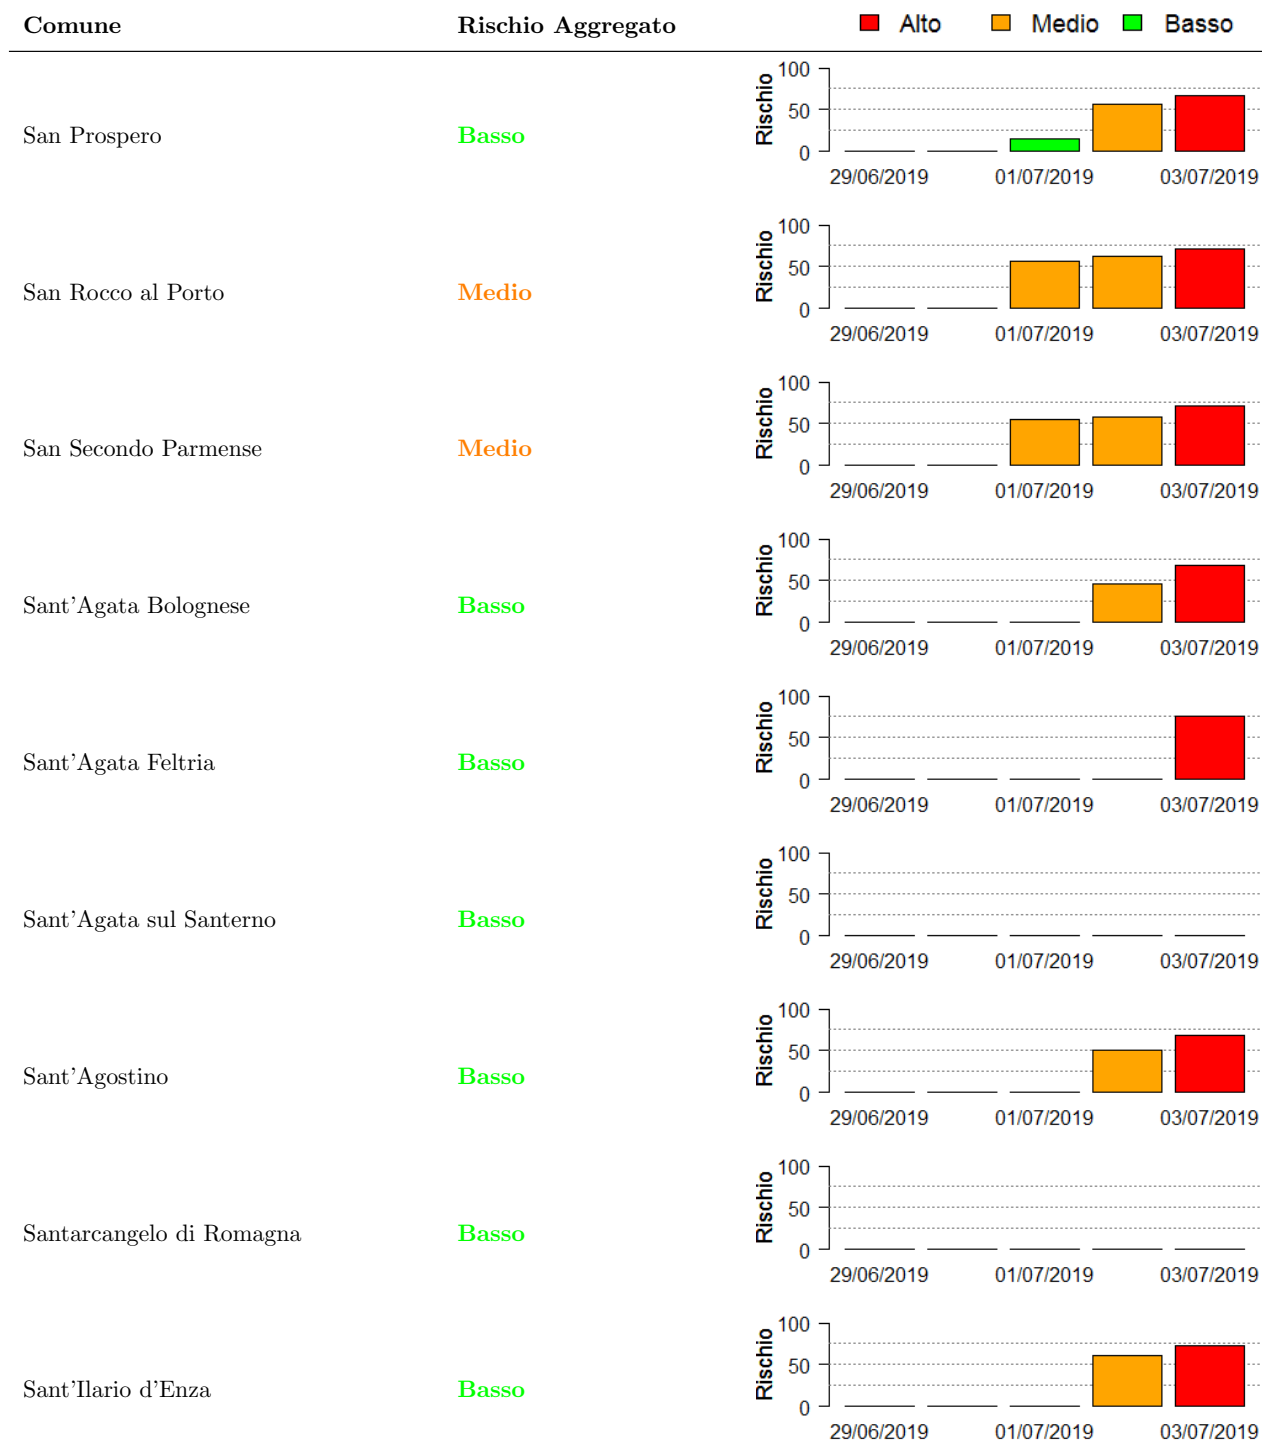 Comune Rischio Aggregato Alto Medio Basso
San Prospero Basso Rischio 100 50 0
29/06/2019 01/07/2019 03/07/2019
San Rocco al Porto Medio Rischio 100 50 0
29/06/2019 01/07/2019 03/07/2019
San Secondo Parmense Medio Rischio 100 50 0
29/06/2019 01/07/2019 03/07/2019
Sant'Agata Bolognese Basso Rischio 100 50 0
29/06/2019 01/07/2019 03/07/2019
Sant'Agata Feltria Basso Rischio 100 50 0
29/06/2019 01/07/2019 03/07/2019
Sant'Agata sul Santerno Basso Rischio 100 50 0
29/06/2019 01/07/2019 03/07/2019
Sant'Agostino Basso Rischio 100 50 0
29/06/2019 01/07/2019 03/07/2019
Santarcangelo di Romagna Basso Rischio 100 50 0
29/06/2019 01/07/2019 03/07/2019
Sant'Ilario d'Enza Basso Rischio 100 50 0
29/06/2019 01/07/2019 03/07/2019